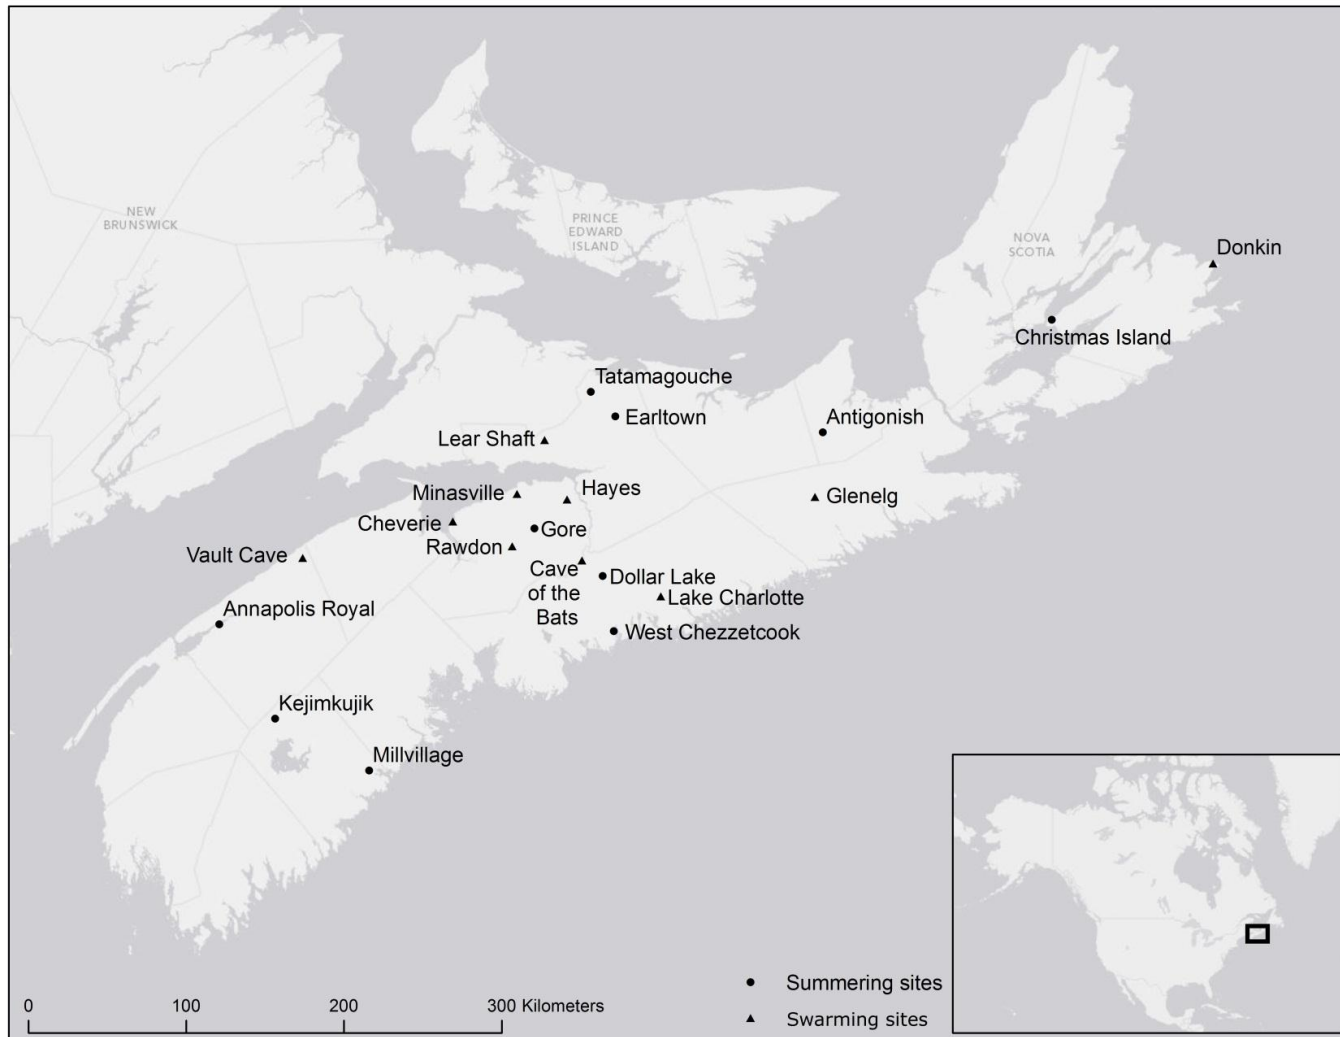 NEW
BRUNSWICK
PRINCE
EDWARD
ISLAND
NOVA
SCOTIA
Donkin
Christmas Island
Tatamagouche
Earltown
Antigonish
Lear Shaft
Hayes
Minasville
Glenelg
Cheverie
Gore
Rawdon
Vault Cave
Cave
of the
Bats
Dollar Lake
Lake Charlotte
Annapolis Royal
West Chezzetcook
Kejimkujik
Millvillage
0 100 200 300 Kilometers
Summering sites
Swarming sites